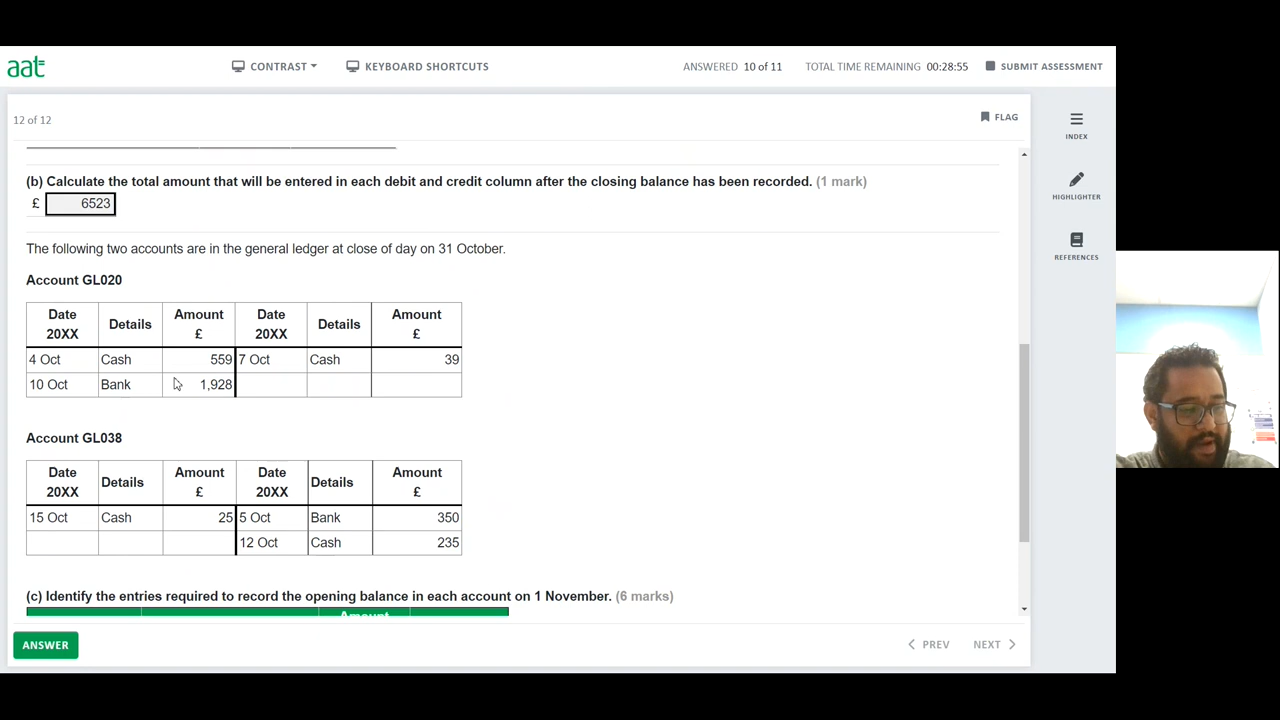 aat
CONTRAST
KEYBOARD SHORTCUTS
ANSWERED 10 of 11
TOTAL TIME REMAINING 00:28:55
SUBMIT ASSESSMENT
12 of 12
FLAG
INDEX
HIGHLIGHTER
REFERENCES
(b) Calculate the total amount that will be entered in each debit and credit column after the closing balance has been recorded. (1 mark)
£ 6523
The following two accounts are in the general ledger at close of day on 31 October.
Account GL020
Date 20XX Details Amount £ Date 20XX Details Amount £
4 Oct Cash 559 7 Oct Cash 39
10 Oct Bank 1,928
Account GL038
Date 20XX Details Amount £ Date 20XX Details Amount £
15 Oct Cash 25 5 Oct Bank 350
12 Oct Cash 235
(c) Identify the entries required to record the opening balance in each account on 1 November. (6 marks)
Amount
ANSWER
PREV
NEXT